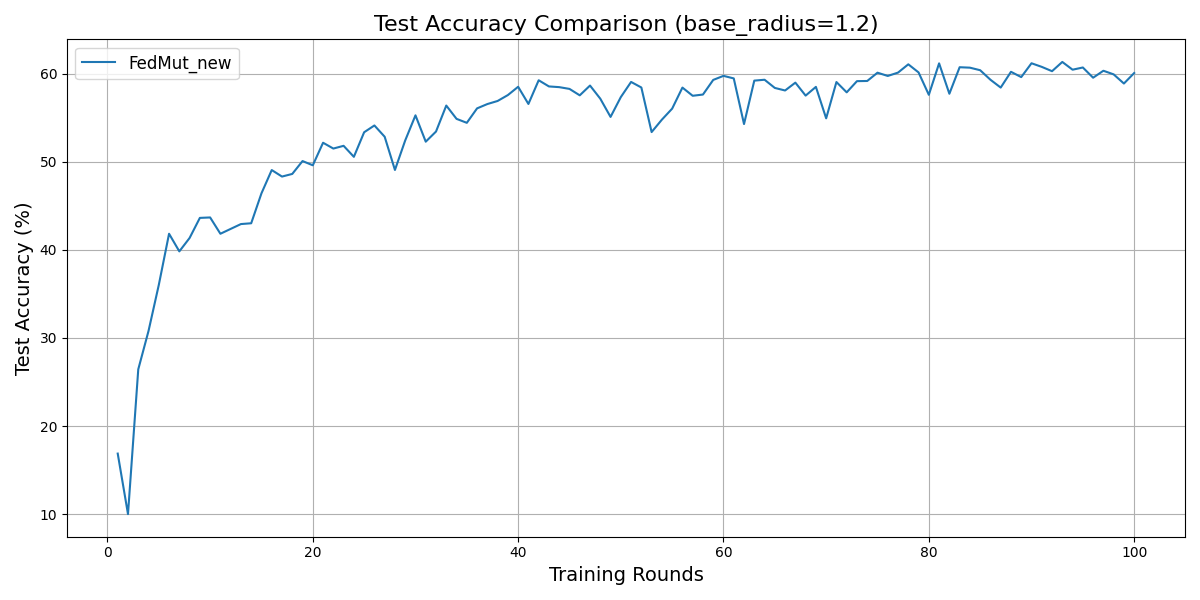 Test Accuracy Comparison (base_radius=1.2)
FedMut_new
Test Accuracy (%)
60
50
40
30
20
10
0 20 40 60 80 100
Training Rounds